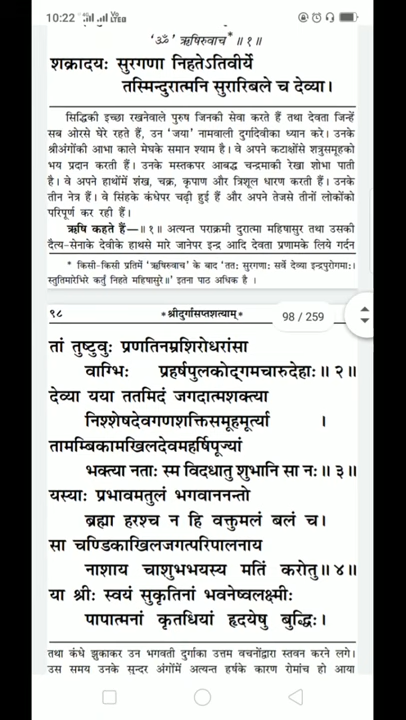 10:22
LTE
‘ॐ’ ऋषिरुवाच*॥१॥
शक्रादयः सुरगणा निहतेऽतिवीर्ये
तस्मिन्दुरात्मनि सुरारिबले च देव्या।
सिद्धिकी इच्छा रखनेवाले पुरुष जिनकी सेवा करते हैं तथा देवता जिन्हें
सब ओरसे घेरे रहते हैं, उन ‘जया’ नामवाली दुर्गादेवीका ध्यान करे। उनके
श्रीअंगोंकी आभा काले मेघके समान श्याम है। वे अपने कटाक्षोंसे शत्रुसमूहको
भय प्रदान करती हैं। उनके मस्तकपर आबद्ध चन्द्रमाकी रेखा शोभा पाती
है। वे अपने हाथोंमें शंख, चक्र, कृपाण और त्रिशूल धारण करती हैं। उनके
तीन नेत्र हैं। वे सिंहके कंधेपर चढ़ी हुई हैं और अपने तेजसे तीनों लोकोंको
परिपूर्ण कर रही हैं।
ऋषि कहते हैं—॥१॥ अत्यन्त पराक्रमी दुरात्मा महिषासुर तथा उसकी
दैत्य-सेनाके देवीके हाथसे मारे जानेपर इन्द्र आदि देवता प्रणामके लिये गर्दन
* किसी-किसी प्रतिमें ‘ऋषिरुवाच’ के बाद ‘ततः सुरगणाः सर्वे देव्या इन्द्रपुरोगमाः।
स्तुतिमारेभिरे कर्तुं निहते महिषासुरे॥’ इतना पाठ अधिक है।
९८ *श्रीदुर्गासप्तशत्याम्*
98 / 259
तां तुष्टुवुः प्रणतिनम्रशिरोधरांसा
वाग्भिः प्रहर्षपुलकोद्गमचारुदेहाः॥२॥
देव्या यया ततमिदं जगदात्मशक्त्या
निश्शेषदेवगणशक्तिसमूहमूर्त्या ।
तामम्बिकामखिलदेवमहर्षिपूज्यां
भक्त्या नताः स्म विदधातु शुभानि सा नः॥३॥
यस्याः प्रभावमतुलं भगवाननन्तो
ब्रह्मा हरश्च न हि वक्तुमलं बलं च।
सा चण्डिकाखिलजगत्परिपालनाय
नाशाय चाशुभभयस्य मतिं करोतु॥४॥
या श्रीः स्वयं सुकृतिनां भवनेष्वलक्ष्मीः
पापात्मनां कृतधियां हृदयेषु बुद्धिः।
तथा कंधे झुकाकर उन भगवती दुर्गाका उत्तम वचनोंद्वारा स्तवन करने लगे।
उस समय उनके सुन्दर अंगोंमें अत्यन्त हर्षके कारण रोमांच हो आया